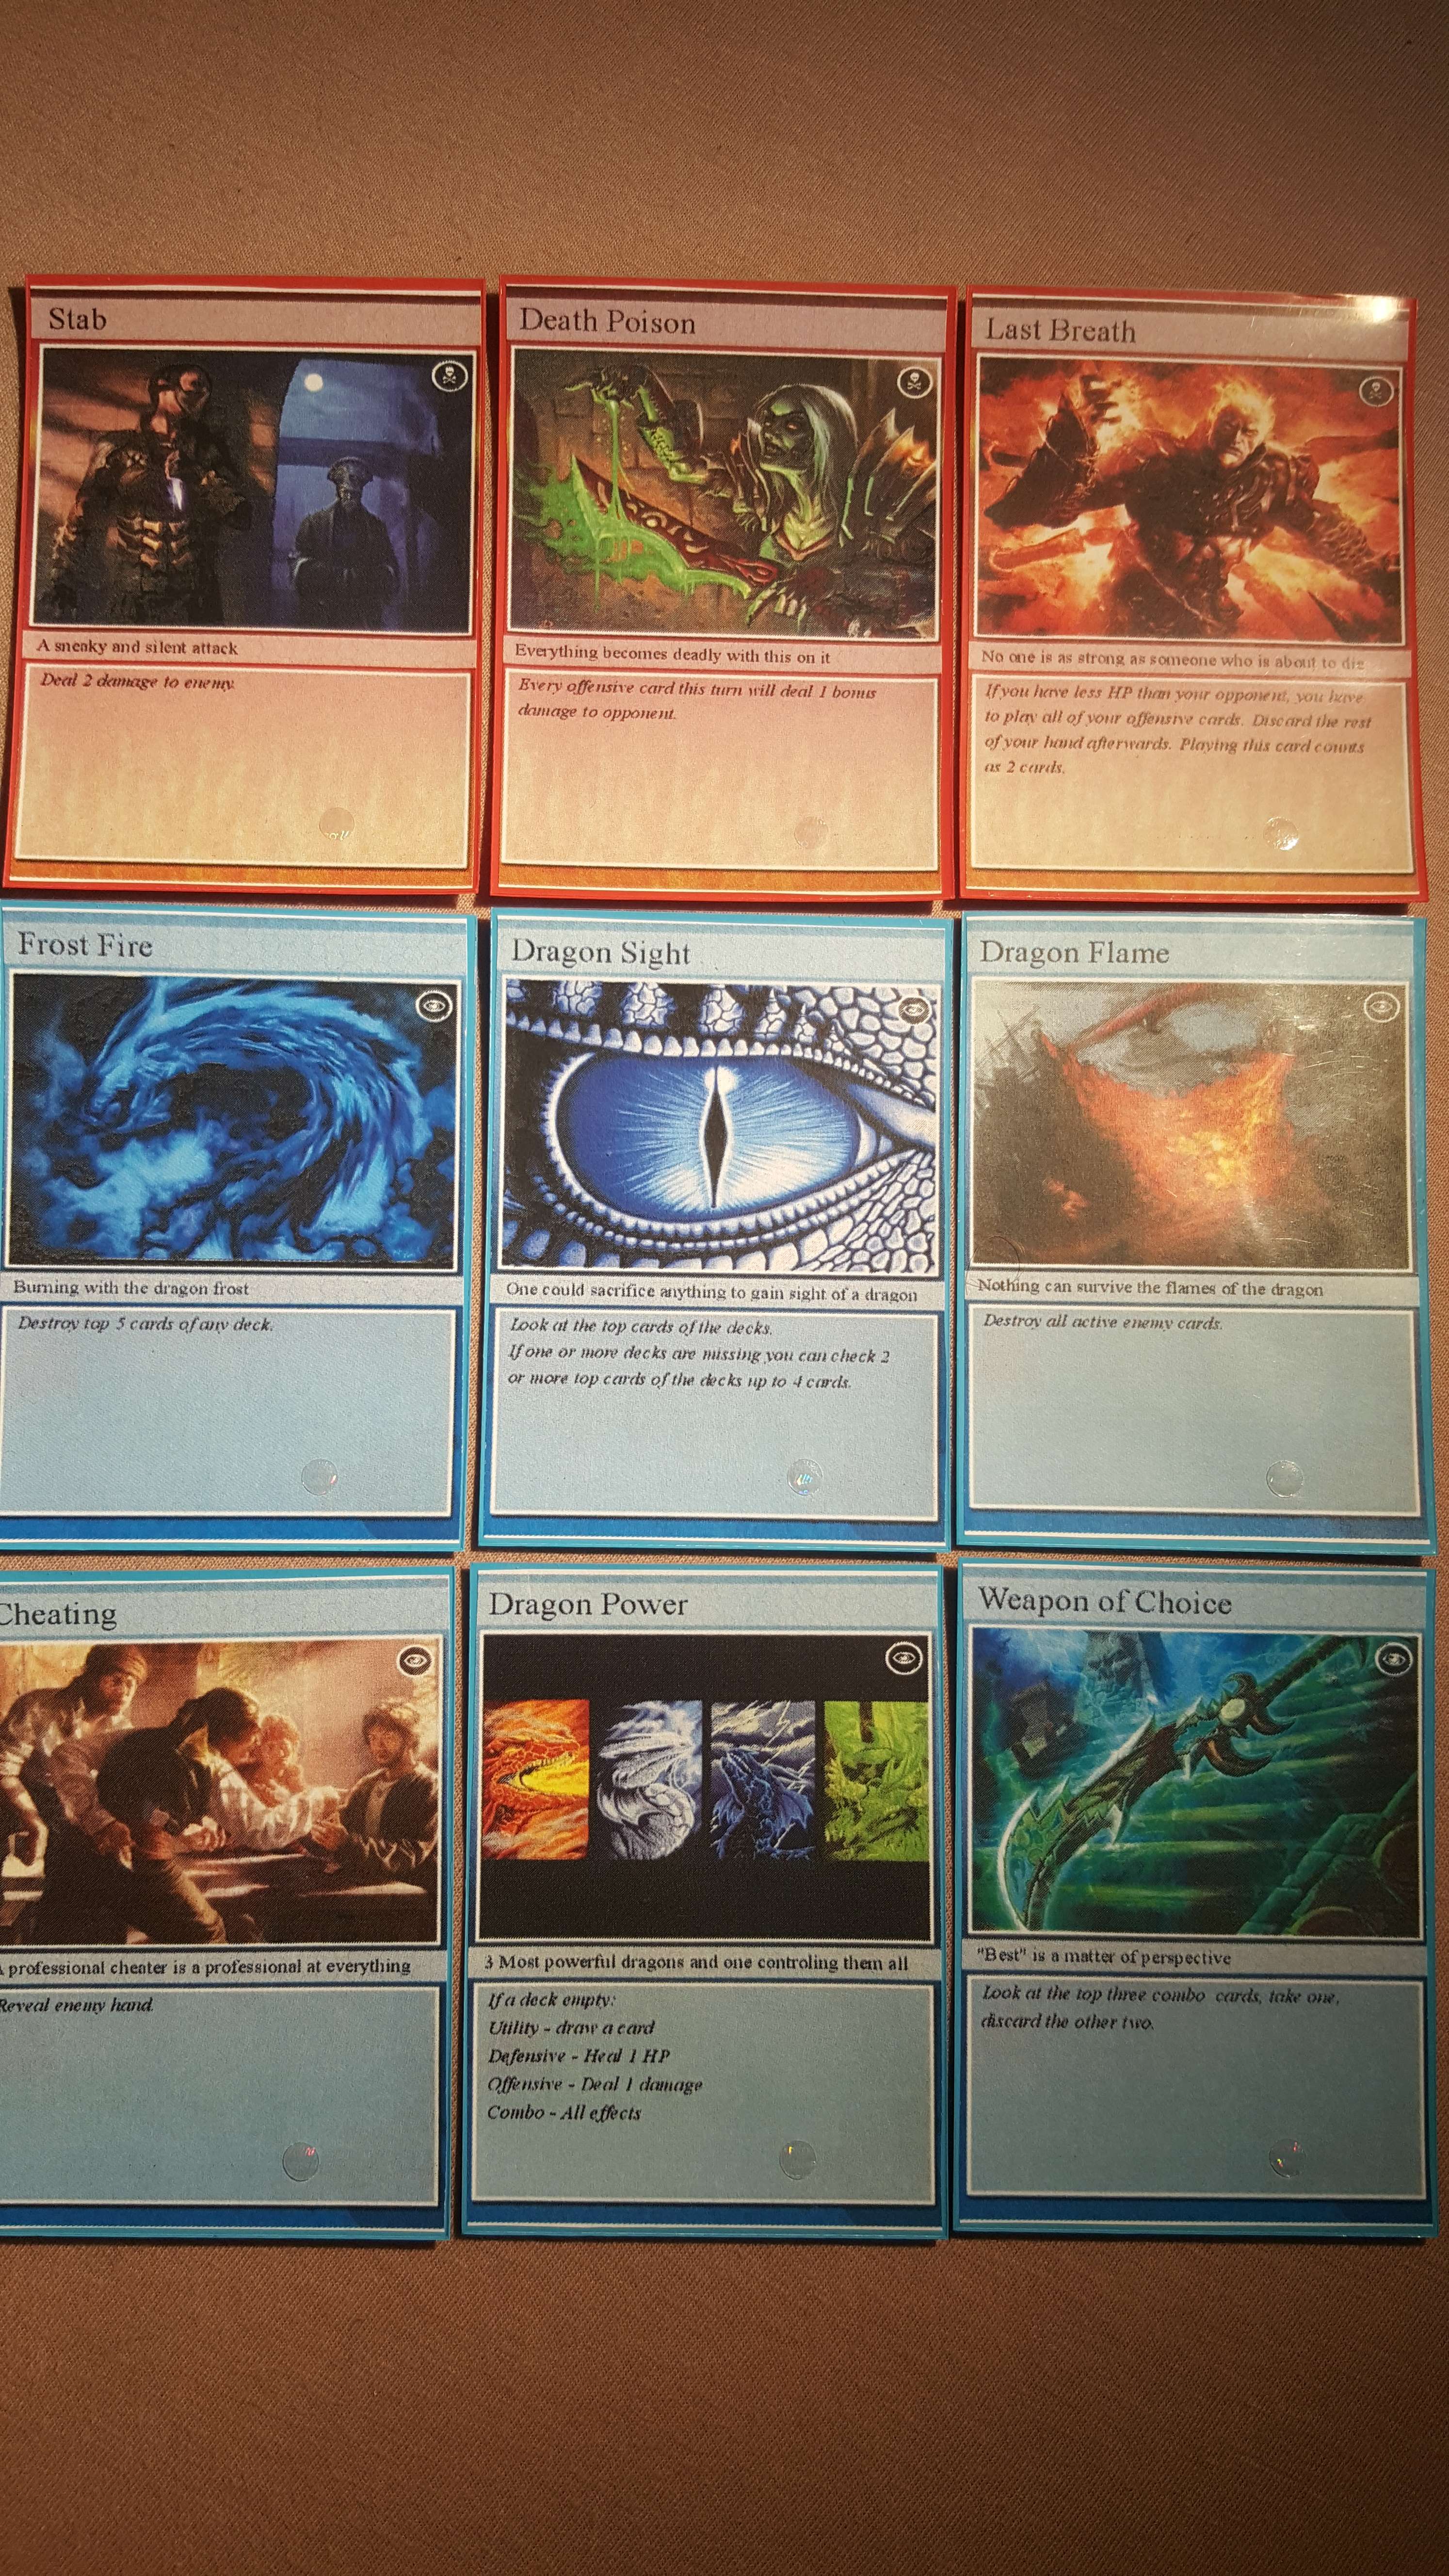 Stab
A sneaky and silent attack
Deal 2 damage to enemy.
Death Poison
Everything becomes deadly with this on it
Every offensive card this turn will deal 1 bonus
damage to opponent.
Last Breath
No one is as strong as someone who is about to die
If you have less HP than your opponent, you have
to play all of your offensive cards. Discard the rest
of your hand afterwards. Playing this card counts
as 2 cards.
Frost Fire
Burning with the dragon frost
Destroy top 5 cards of any deck.
Dragon Sight
One could sacrifice anything to gain sight of a dragon
Look at the top cards of the decks.
If one or more decks are missing you can check 2
or more top cards of the decks up to 4 cards.
Dragon Flame
Nothing can survive the flames of the dragon
Destroy all active enemy cards.
Cheating
A professional cheater is a professional at everything
Reveal enemy hand.
Dragon Power
3 Most powerful dragons and one controling them all
If a deck empty:
Utility - draw a card
Defensive - Heal 1 HP
Offensive - Deal 1 damage
Combo - All effects
Weapon of Choice
"Best" is a matter of perspective
Look at the top three combo cards, take one,
discard the other two.